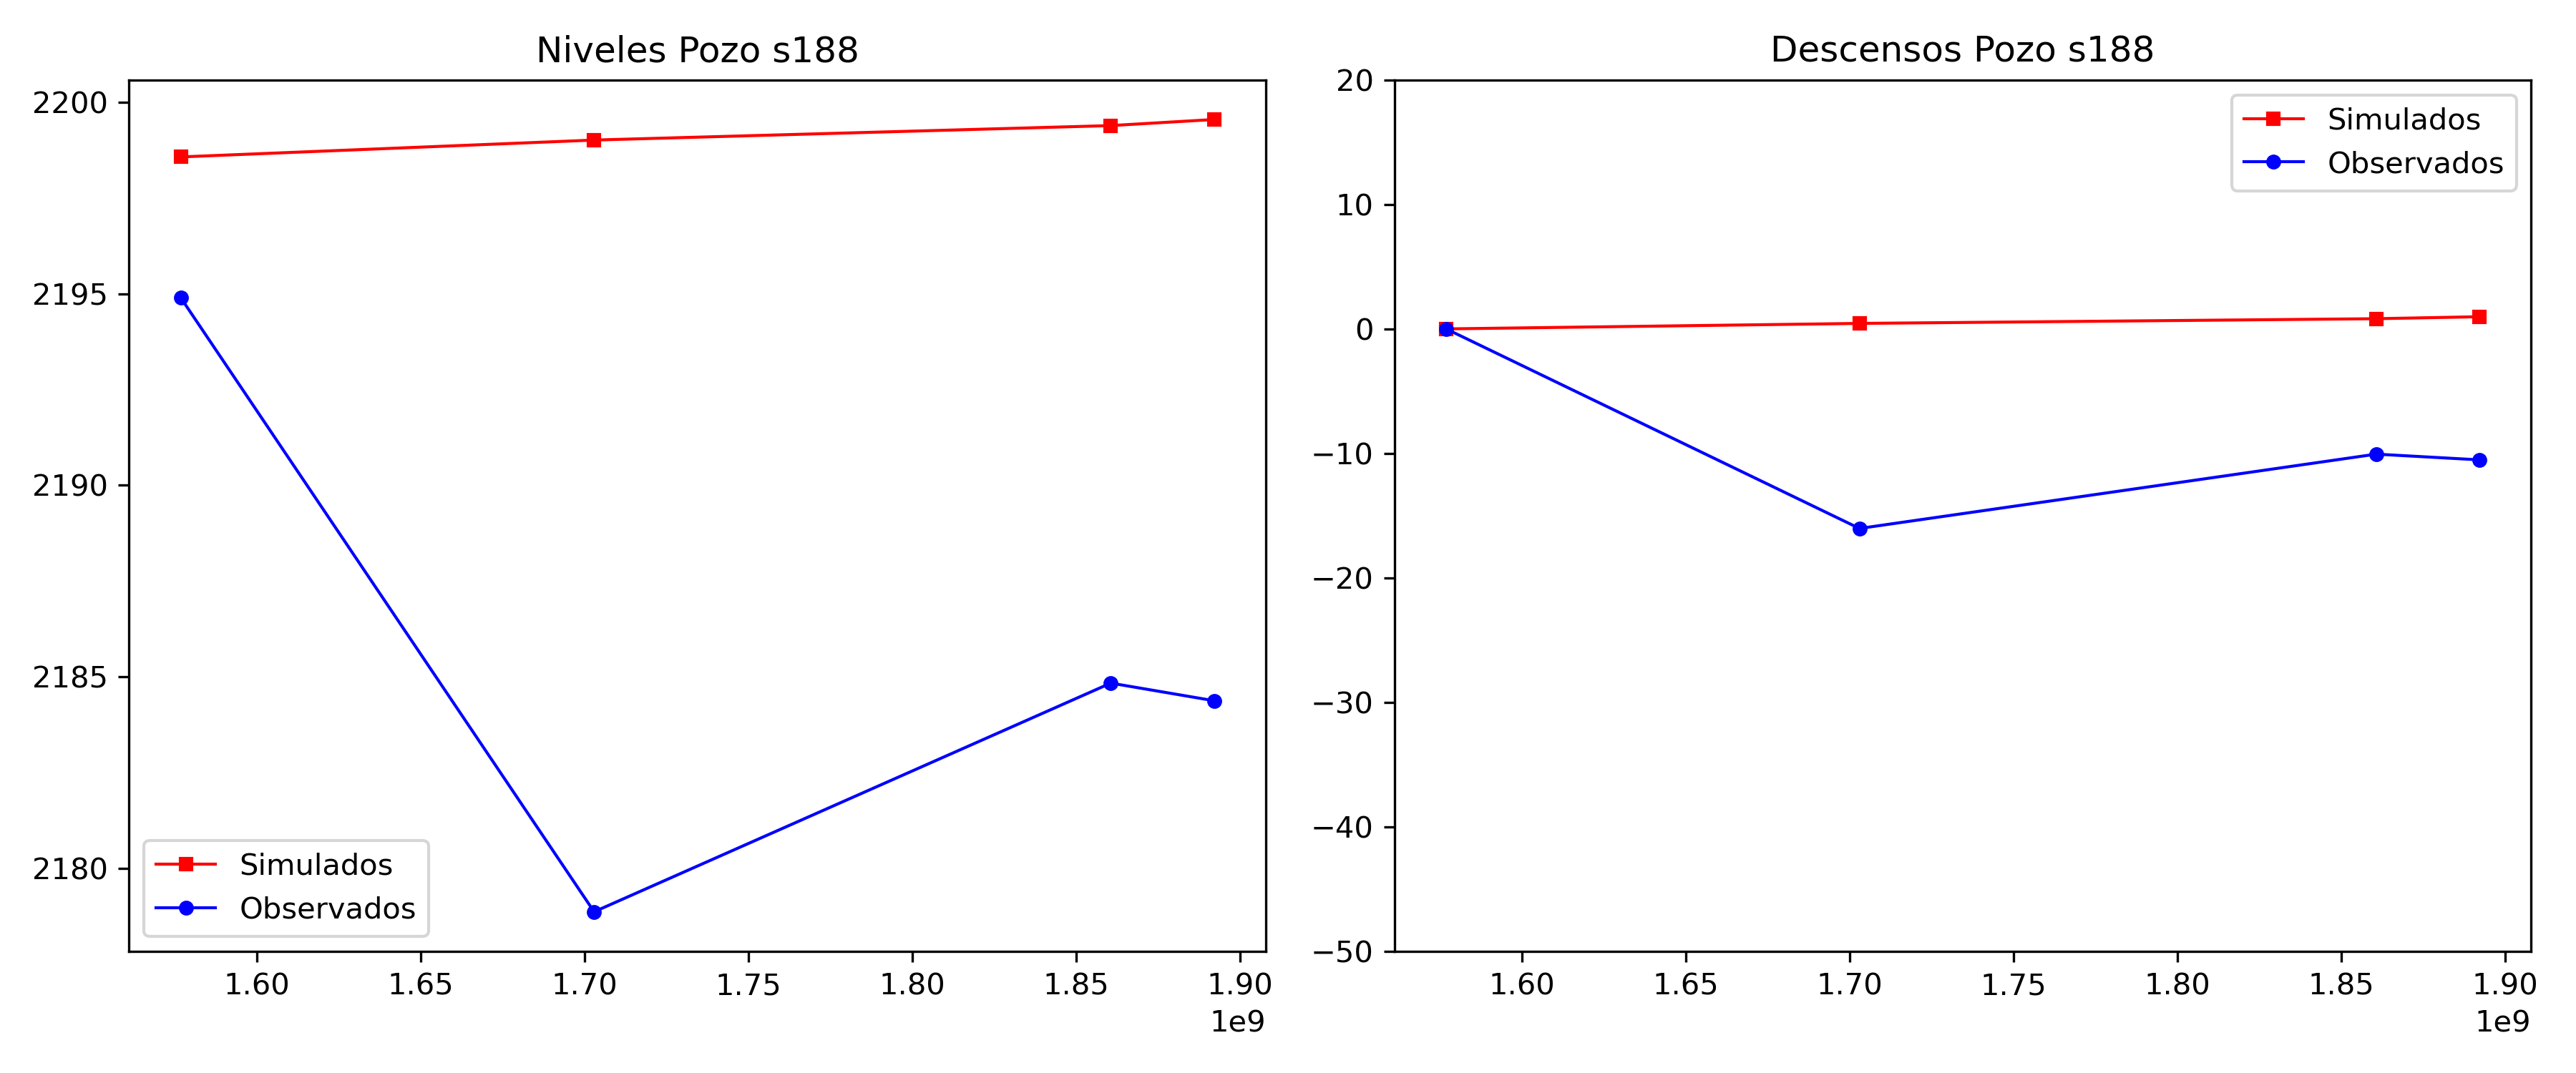 Niveles Pozo s188
2200
2195
2190
2185
2180
Simulados
Observados
1.60 1.65 1.70 1.75 1.80 1.85 1.90
1e9
Descensos Pozo s188
20
10
0
−10
−20
−30
−40
−50
Simulados
Observados
1.60 1.65 1.70 1.75 1.80 1.85 1.90
1e9